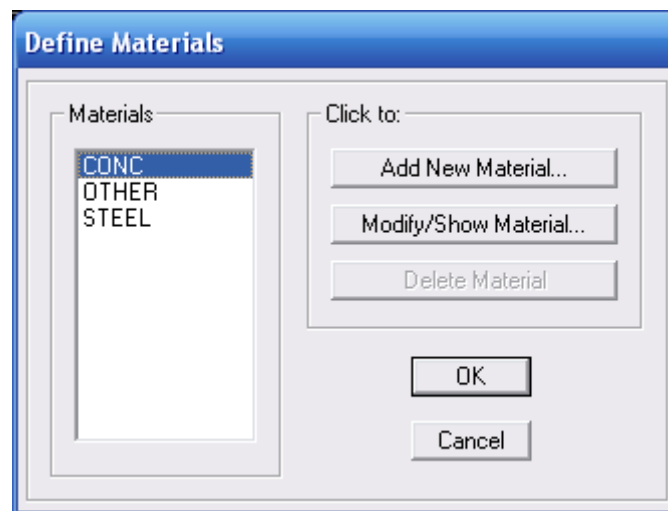 Define Materials
Materials
CONC
OTHER
STEEL
Click to:
Add New Material...
Modify/Show Material...
Delete Material
OK
Cancel